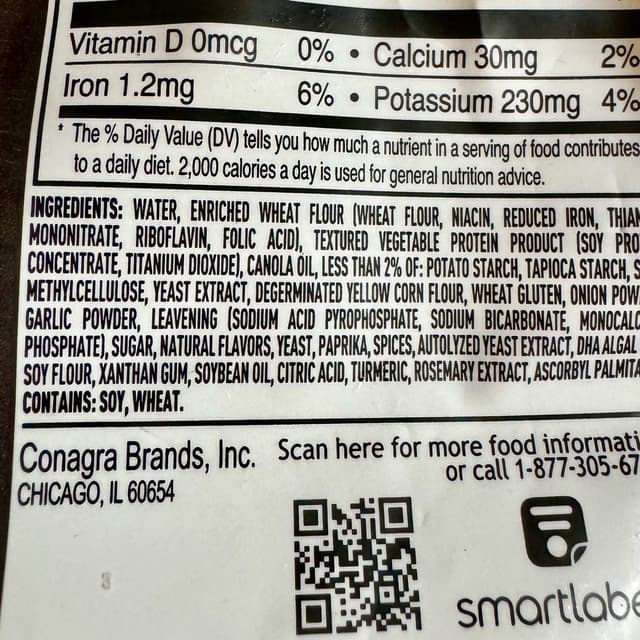 Vitamin D 0mcg 0% • Calcium 30mg 2%
Iron 1.2mg 6% • Potassium 230mg 4%
* The % Daily Value (DV) tells you how much a nutrient in a serving of food contributes
to a daily diet. 2,000 calories a day is used for general nutrition advice.
INGREDIENTS: WATER, ENRICHED WHEAT FLOUR (WHEAT FLOUR, NIACIN, REDUCED IRON,
MONONITRATE, RIBOFLAVIN, FOLIC ACID), TEXTURED VEGETABLE PROTEIN PRODUCT (SOY
CONCENTRATE, TITANIUM DIOXIDE), CANOLA OIL, LESS THAN 2% OF: POTATO STARCH, TAPIOCA STARCH,
METHYLCELLULOSE, YEAST EXTRACT, DEGERMINATED YELLOW CORN FLOUR, WHEAT GLUTEN, ONION
GARLIC POWDER, LEAVENING (SODIUM ACID PYROPHOSPHATE, SODIUM BICARBONATE,
PHOSPHATE), SUGAR, NATURAL FLAVORS, YEAST, PAPRIKA, SPICES, AUTOLYZED YEAST EXTRACT, DHA ALGAL
SOY FLOUR, XANTHAN GUM, SOYBEAN OIL, CITRIC ACID, TURMERIC, ROSEMARY EXTRACT, ASCORBYL
CONTAINS: SOY, WHEAT.
Conagra Brands, Inc.
CHICAGO, IL 60654
Scan here for more food
or call 1-877-305-67
smartlabe